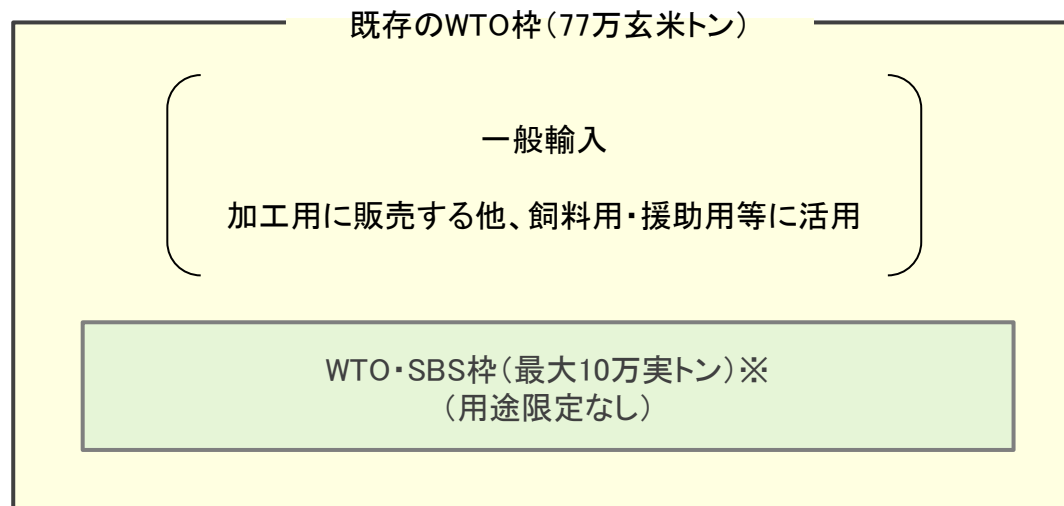 既存のWTO枠（77万玄米トン）
一般輸入
加工用に販売する他、飼料用・援助用等に活用
WTO・SBS枠（最大10万実トン）※
（用途限定なし）